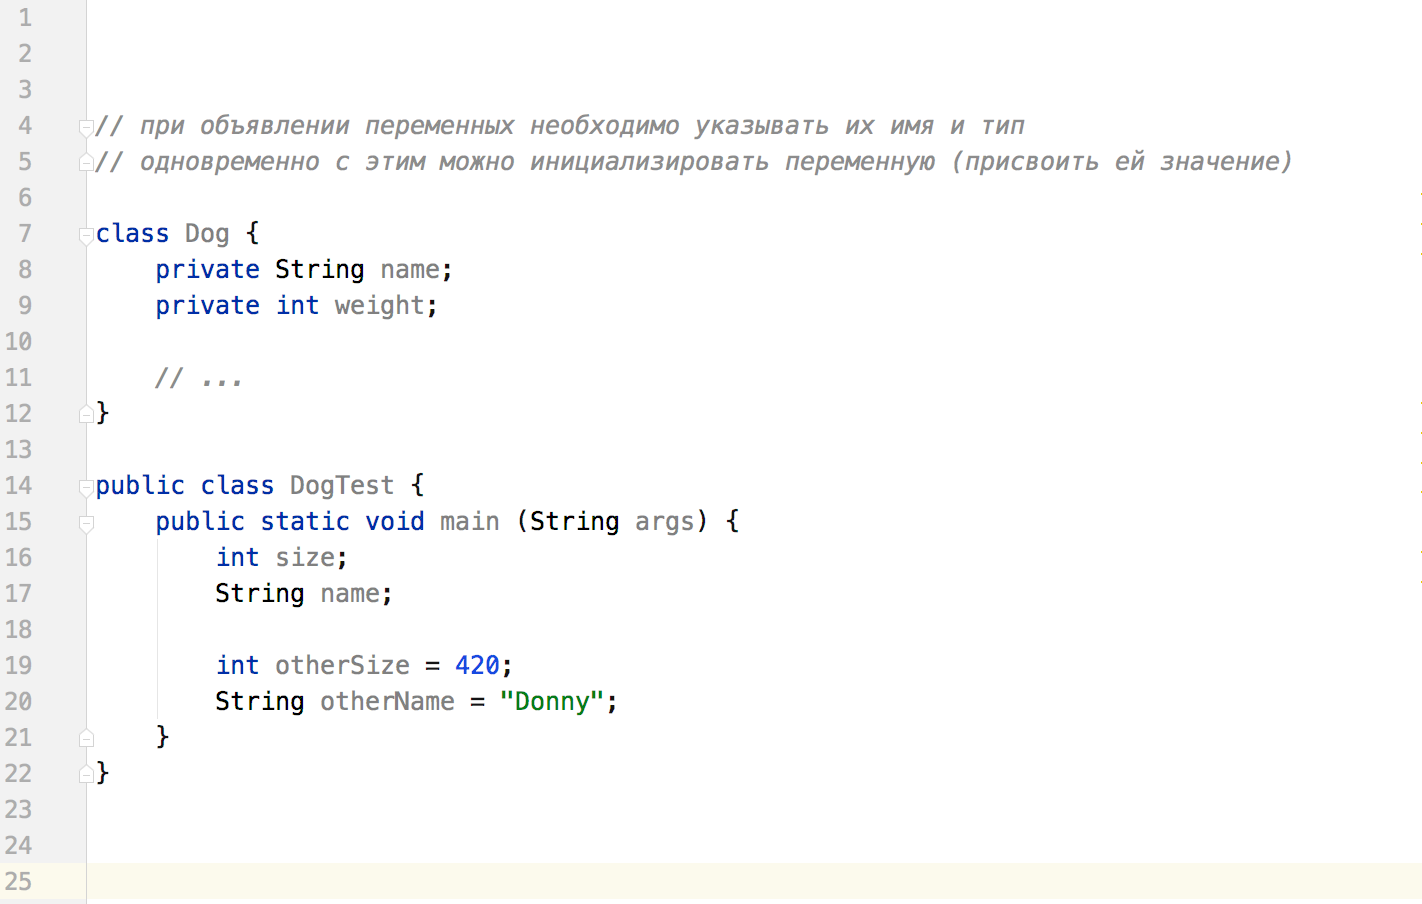 1
2
3
4 // при объявлении переменных необходимо указывать их имя и тип
5 // одновременно с этим можно инициализировать переменную (присвоить ей значение)
6
7 class Dog {
8     private String name;
9     private int weight;
10
11     // ...
12 }
13
14 public class DogTest {
15     public static void main (String args) {
16         int size;
17         String name;
18
19         int otherSize = 420;
20         String otherName = "Donny";
21     }
22 }
23
24
25